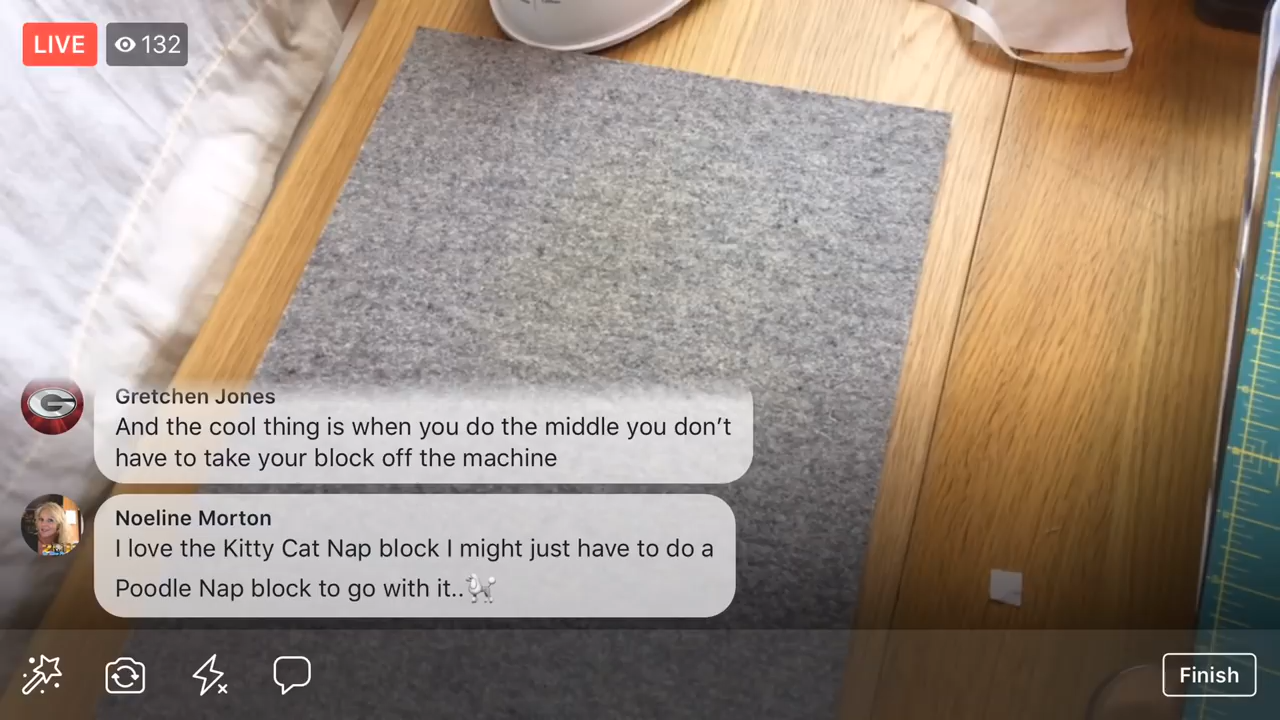 LIVE
132
Gretchen Jones
And the cool thing is when you do the middle you don't
have to take your block off the machine
Noeline Morton
I love the Kitty Cat Nap block I might just have to do a
Poodle Nap block to go with it..🐩
Finish